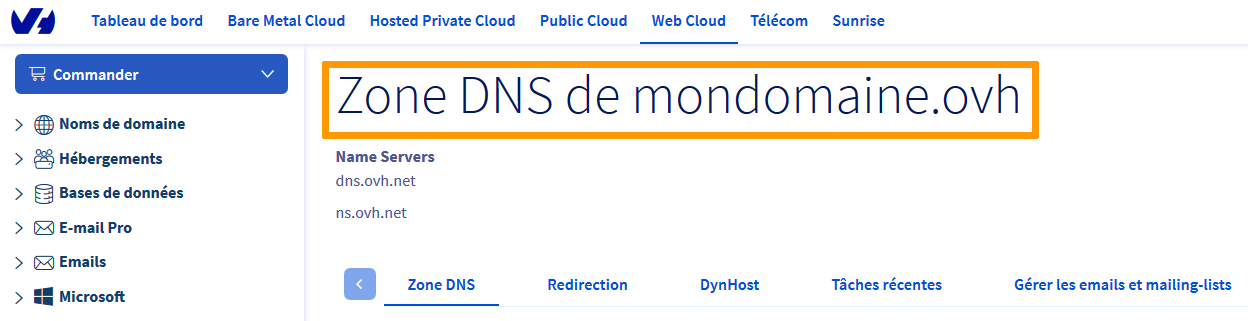 Tableau de bord Bare Metal Cloud Hosted Private Cloud Public Cloud Web Cloud Télécom Sunrise
Commander
Noms de domaine
Hébergements
Bases de données
E-mail Pro
Emails
Microsoft
Zone DNS de mondomaine.ovh
Name Servers
dns.ovh.net
ns.ovh.net
Zone DNS Redirection DynHost Tâches récentes Gérer les emails et mailing-lists